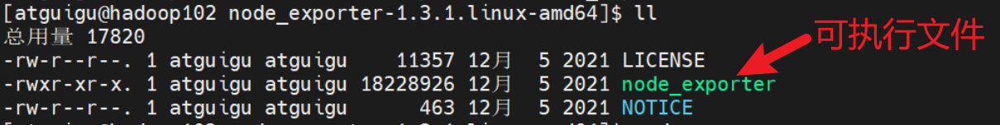 [atguigu@hadoop102 node_exporter-1.3.1.linux-amd64]$ ll
总用量 17820
-rw-r--r--. 1 atguigu atguigu    11357 12月  5 2021 LICENSE
可执行文件
-rwxr-xr-x. 1 atguigu atguigu 18228926 12月  5 2021 node_exporter
-rw-r--r--. 1 atguigu atguigu      463 12月  5 2021 NOTICE